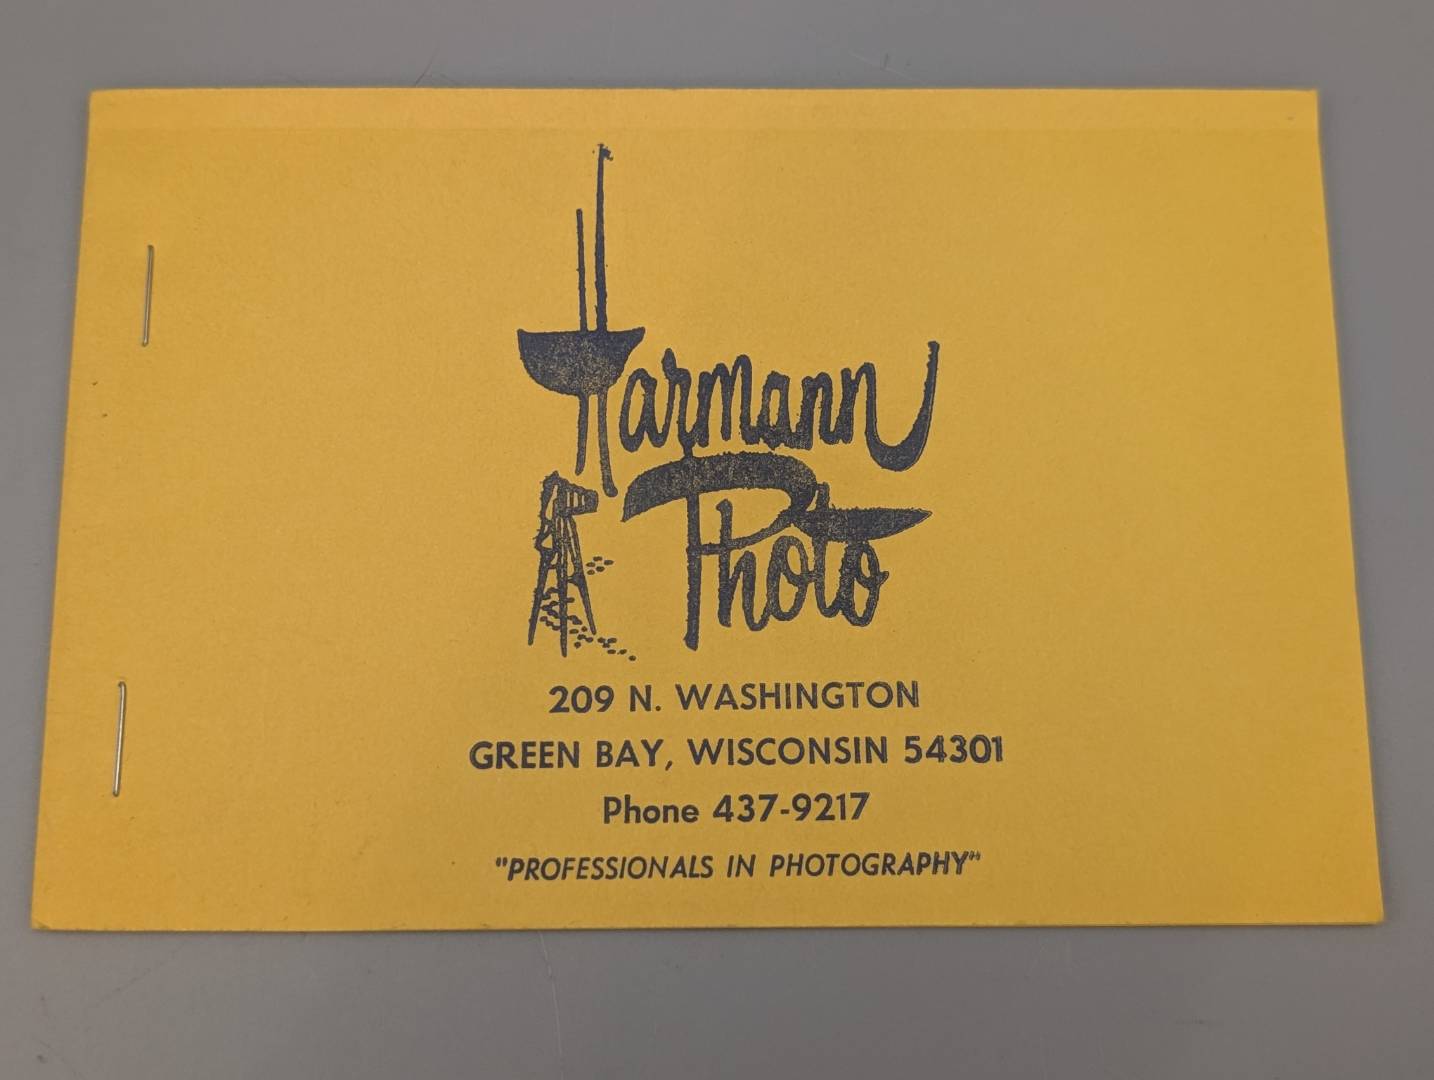 Harmann
Photo
209 N. WASHINGTON
GREEN BAY, WISCONSIN 54301
Phone 437-9217
"PROFESSIONALS IN PHOTOGRAPHY"